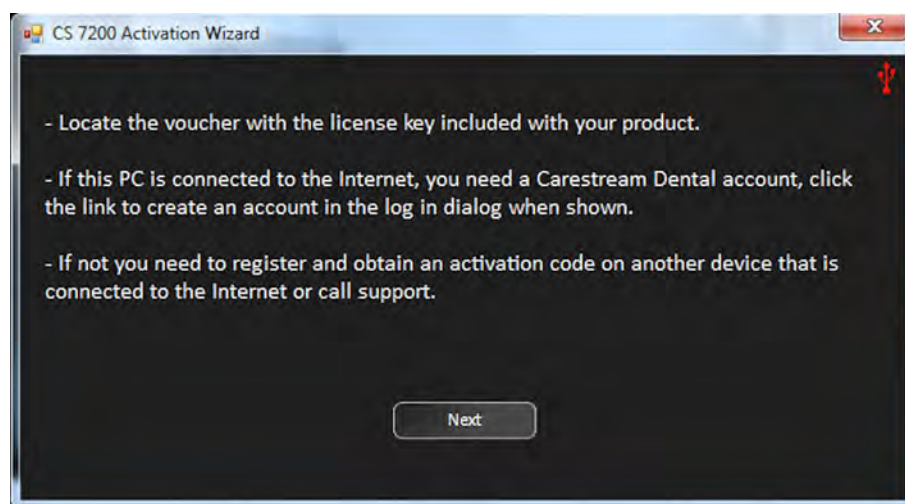 CS 7200 Activation Wizard
- Locate the voucher with the license key included with your product.
- If this PC is connected to the Internet, you need a Carestream Dental account, click
the link to create an account in the log in dialog when shown.
- If not you need to register and obtain an activation code on another device that is
connected to the Internet or call support.
Next